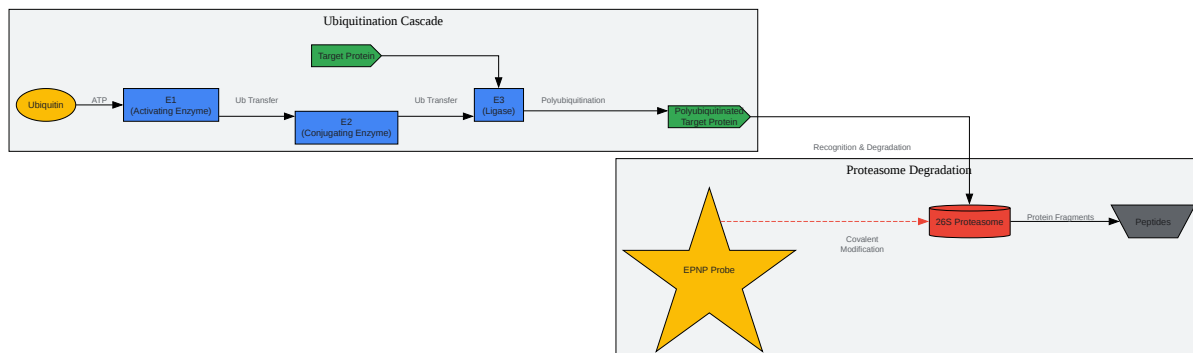 Ubiquitination Cascade
Target Protein
Ubiquitin
ATP
E1
(Activating Enzyme)
Ub Transfer
E2
(Conjugating Enzyme)
Ub Transfer
E3
(Ligase)
Polyubiquitination
Polyubiquitinated
Target Protein
Recognition & Degradation
Proteasome Degradation
EPNP Probe
Covalent
Modification
26S Proteasome
Protein Fragments
Peptides